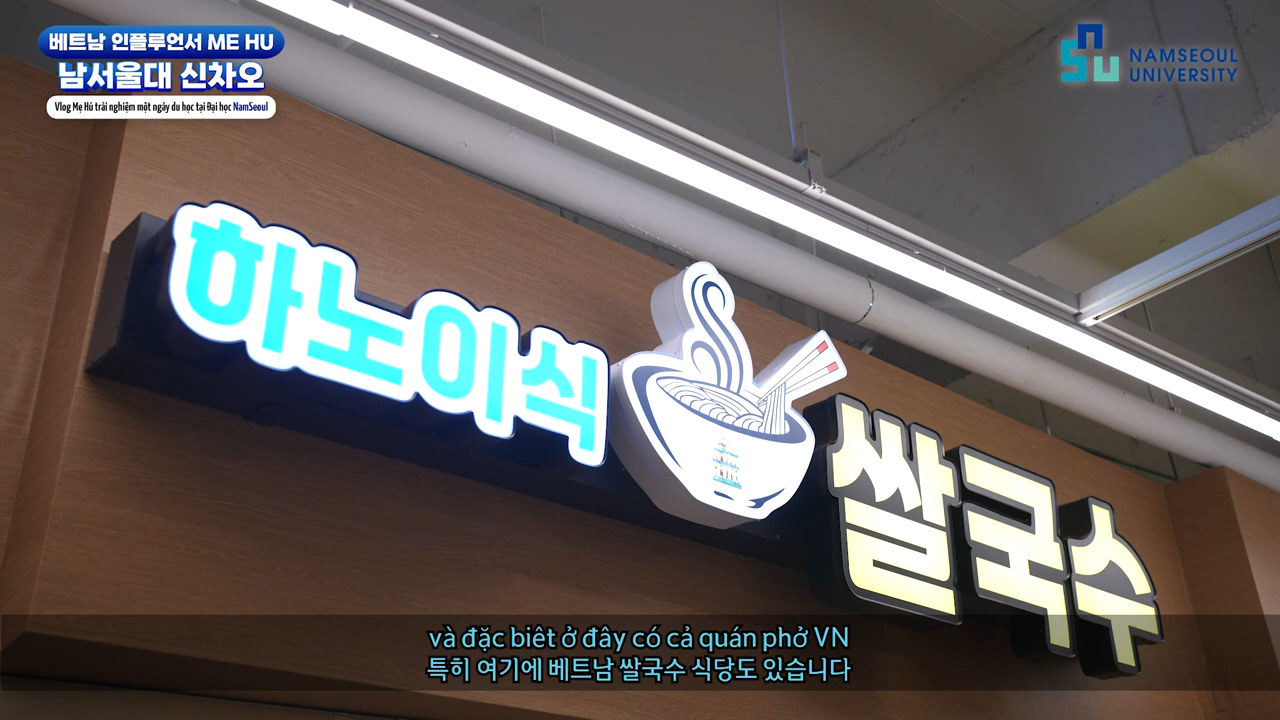 베트남 인플루언서 ME HU
남서울대 신차오
Vlog Mẹ Hú trải nghiệm một ngày du học tại Đại học NamSeoul
snu
NAMSEOUL
UNIVERSITY
하노이식
쌀국수
và đặc biêt ở đây có cả quán phở VN
특히 여기에 베트남 쌀국수 식당도 있습니다